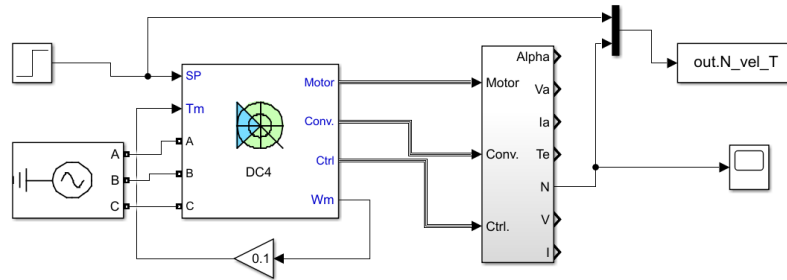 SP
Tm
A
B
C
Motor
Conv.
Ctrl
Wm
DC4
A
B
C
0.1
Motor
Conv.
Ctrl.
Alpha
Va
Ia
Te
N
V
I
out.N_vel_T